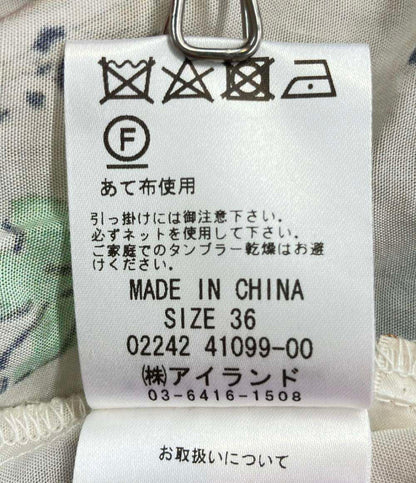 F
あて布使用
引っ掛けには御注意下さい。
必ずネットを使用して下さい。
ご家庭でのタンブラー乾燥はお避
けください。
MADE IN CHINA
SIZE 36
02242 41099-00
㈱アイランド
03-6416-1508
お取扱いについて